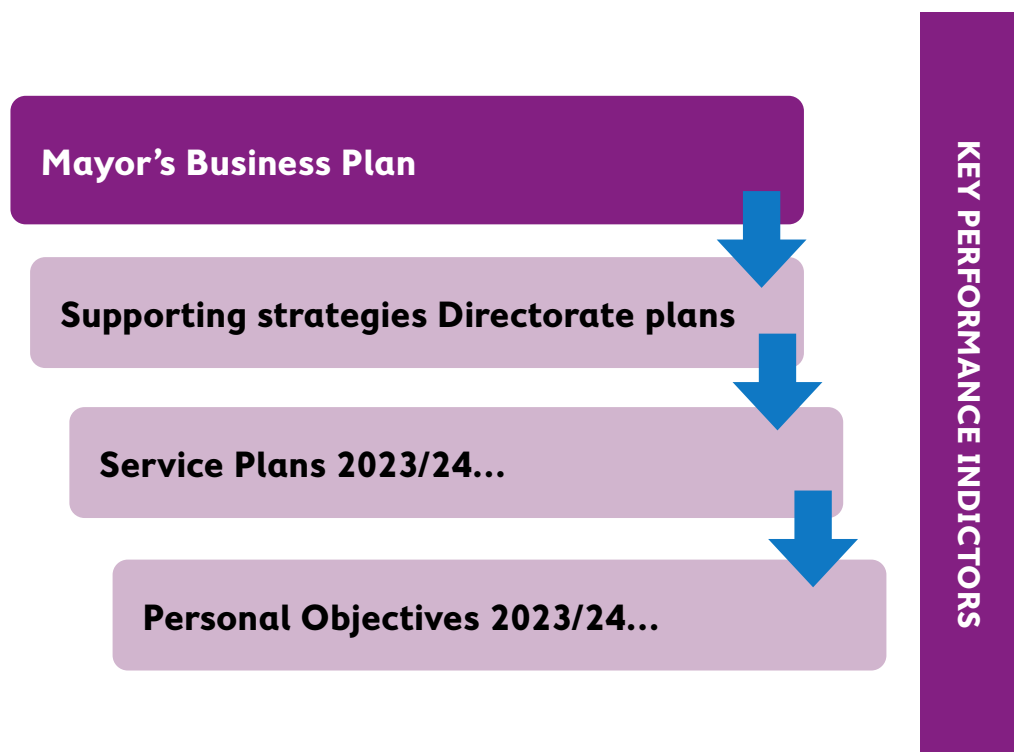 Mayor’s Business Plan
Supporting strategies Directorate plans
Service Plans 2023/24...
Personal Objectives 2023/24...
KEY PERFORMANCE INDICTORS